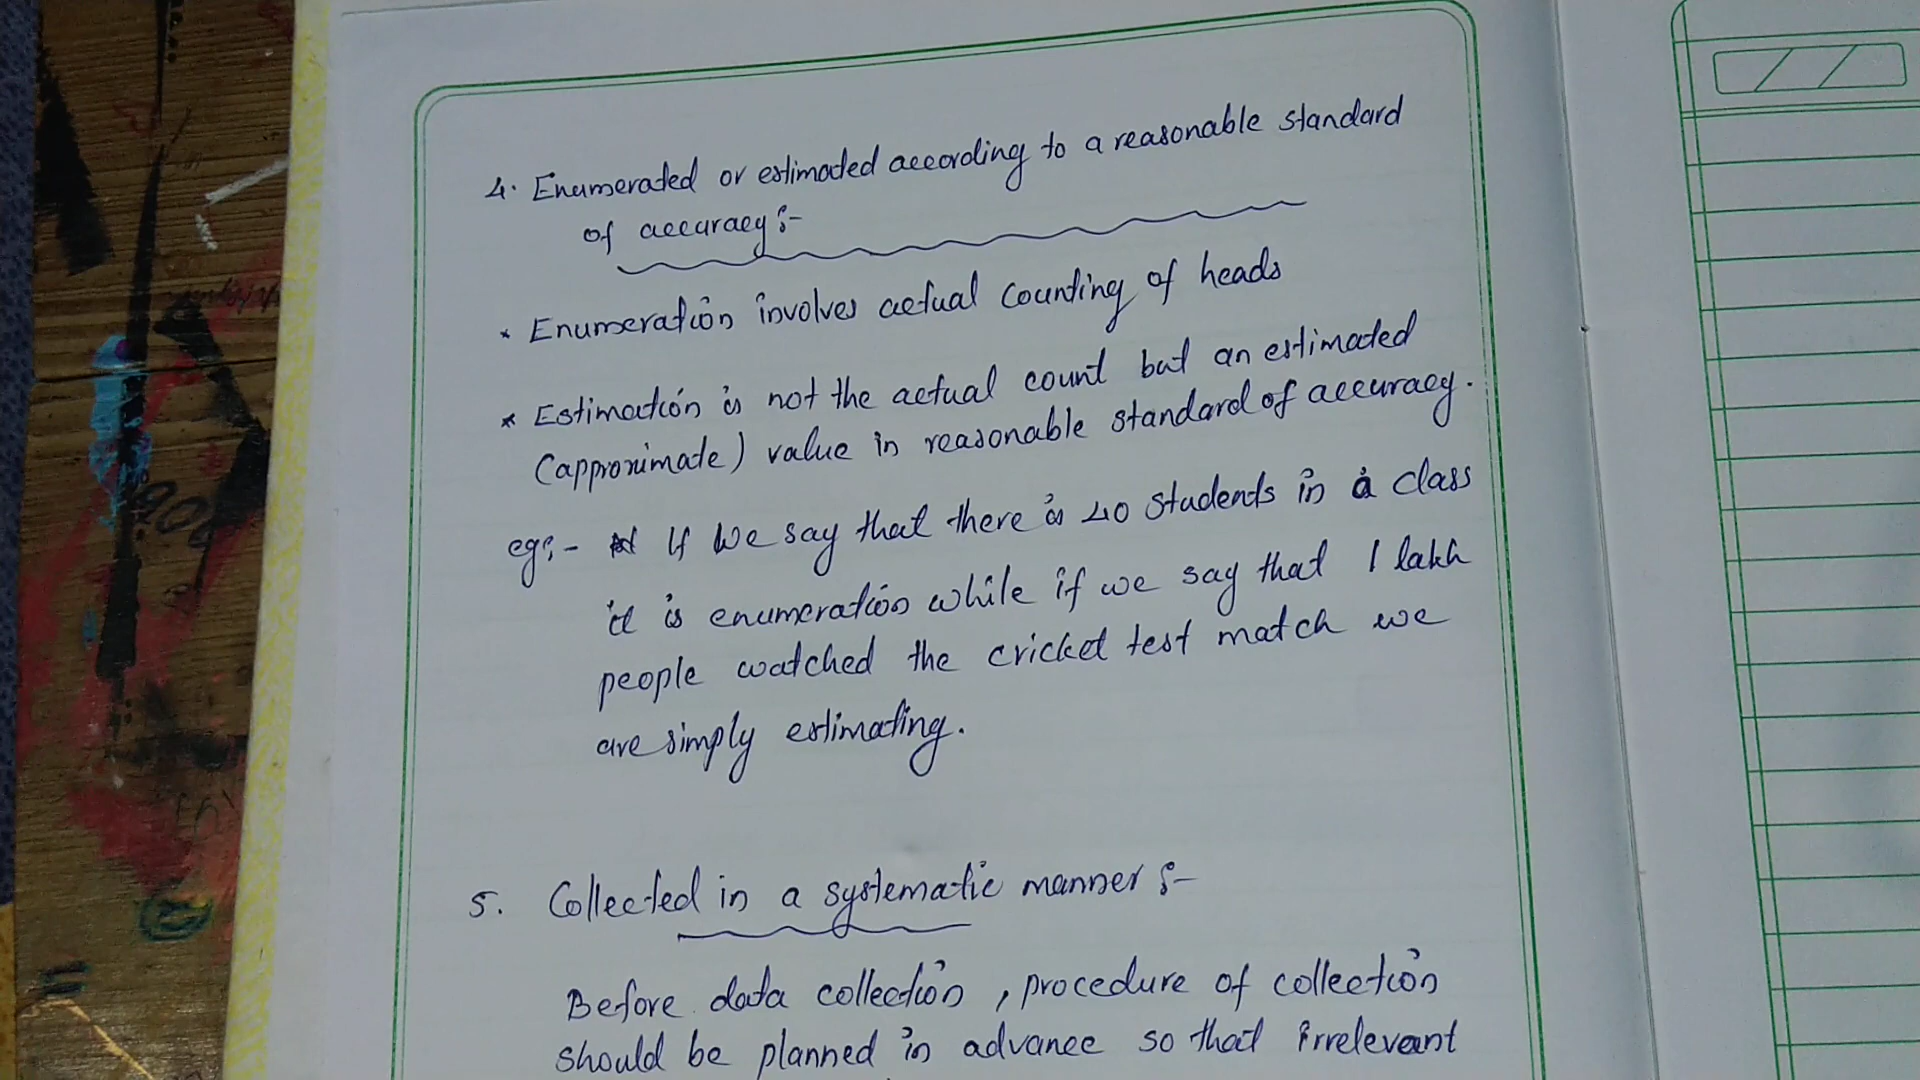 4. Enumerated or estimated according to a reasonable standard
of accuracy :-
* Enumeration involves actual counting of heads
* Estimation is not the actual count but an estimated
(approximate) value in reasonable standard of accuracy.
eg:- If we say that there is 40 students in a class
it is enumeration while if we say that 1 lakh
people watched the cricket test match we
are simply estimating.
5. Collected in a systematic manner :-
Before data collection, procedure of collection
should be planned in advance so that irrelevant